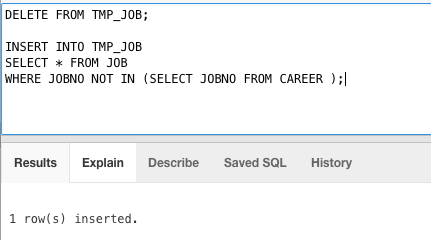 DELETE FROM TMP_JOB;
INSERT INTO TMP_JOB
SELECT * FROM JOB
WHERE JOBNO NOT IN (SELECT JOBNO FROM CAREER );
Results Explain Describe Saved SQL History
1 row(s) inserted.